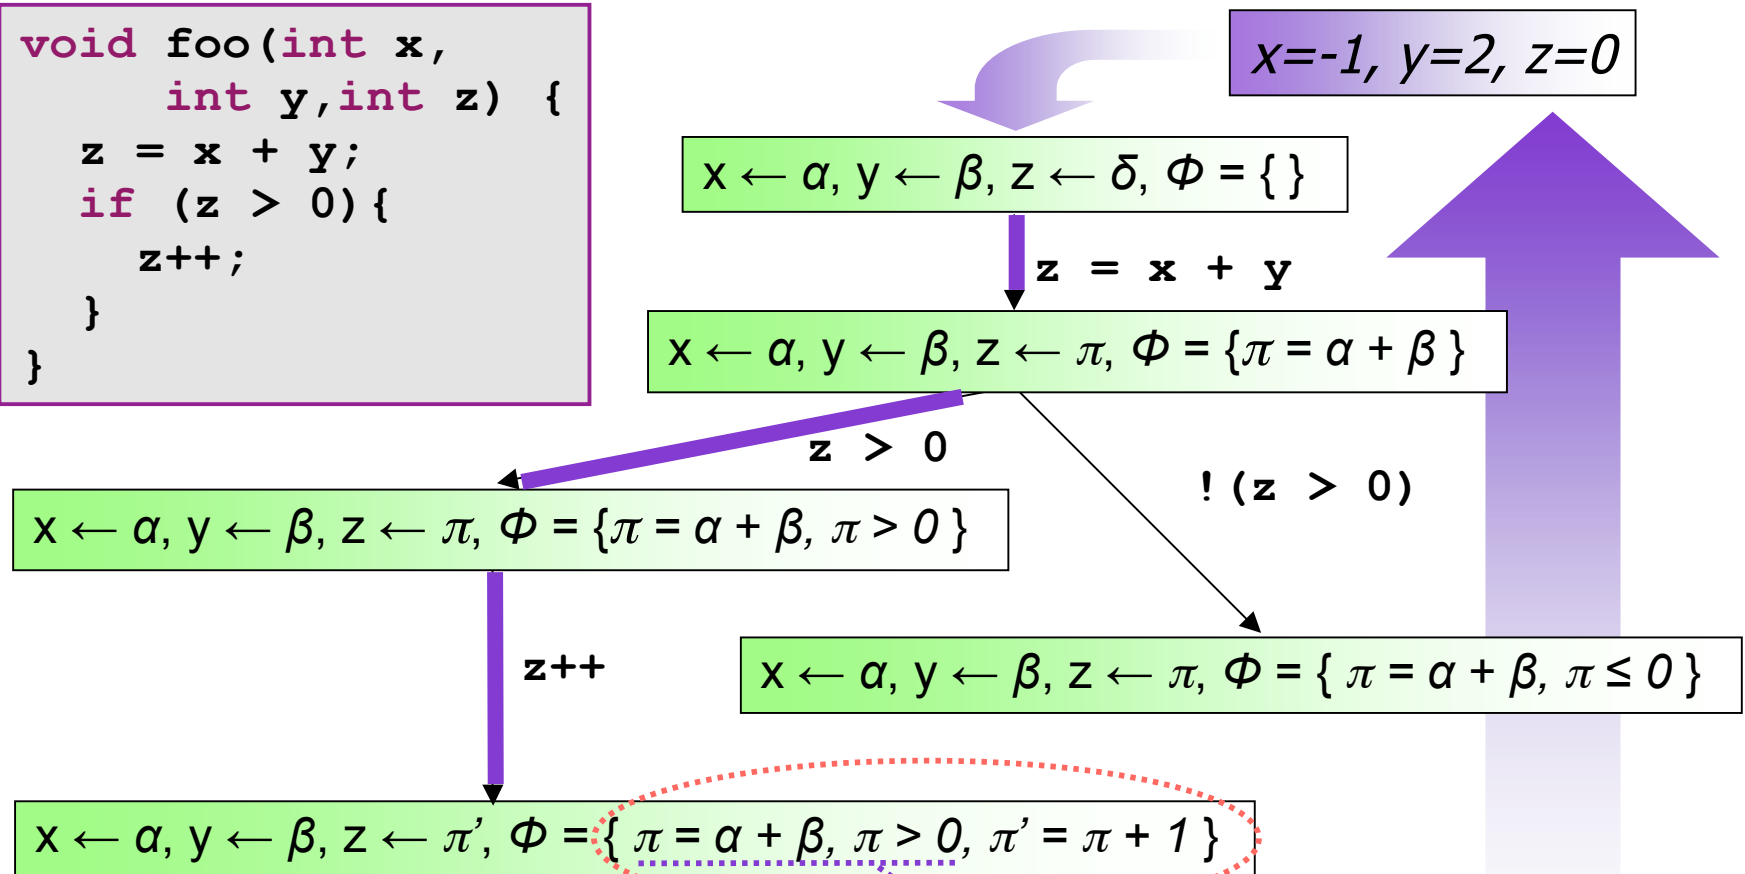 void foo(int x,
int y,int z) {
z = x + y;
if (z > 0){
z++;
}
}
x=-1, y=2, z=0
x ← α, y ← β, z ← δ, Φ = { }
z = x + y
x ← α, y ← β, z ← π, Φ = {π = α + β }
z > 0
!(z > 0)
x ← α, y ← β, z ← π, Φ = {π = α + β, π > 0 }
z++
x ← α, y ← β, z ← π, Φ = { π = α + β, π ≤ 0 }
x ← α, y ← β, z ← π’, Φ = { π = α + β, π > 0, π’ = π + 1 }